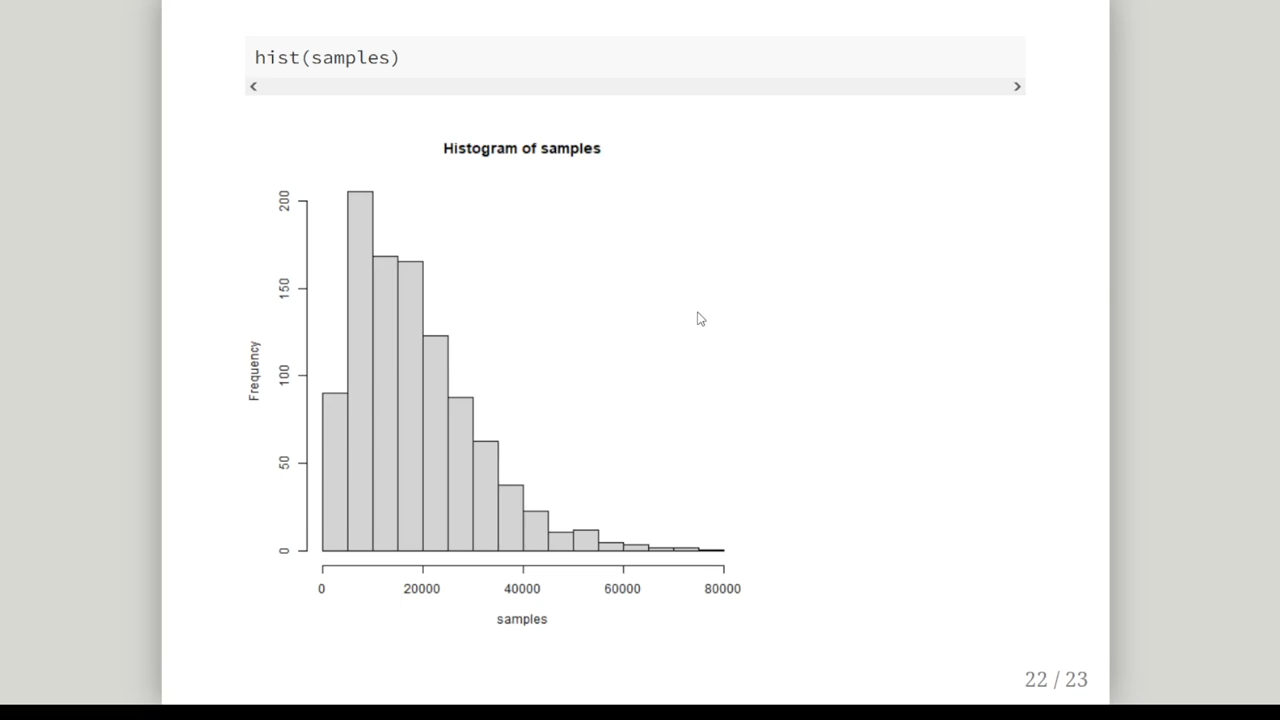 hist(samples)
Histogram of samples
200
150
100
50
0
Frequency
0 20000 40000 60000 80000
samples
22 / 23